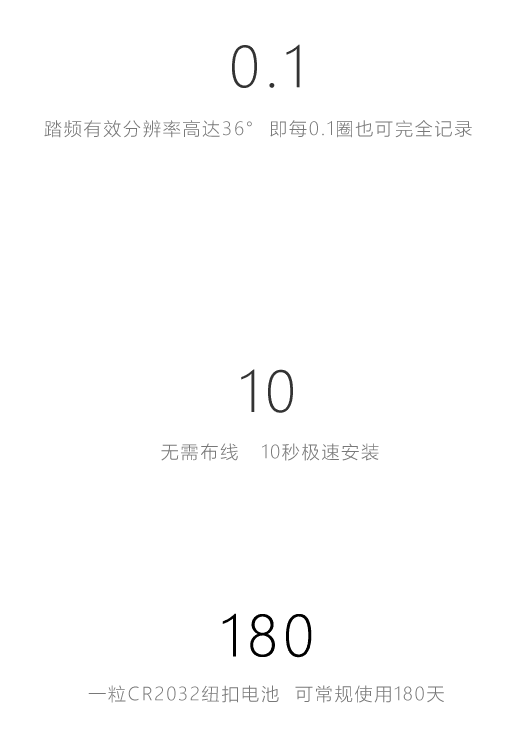 0.1
踏频有效分辨率高达36° 即每0.1圈也可完全记录
10
无需布线 10秒极速安装
180
一粒CR2032纽扣电池 可常规使用180天